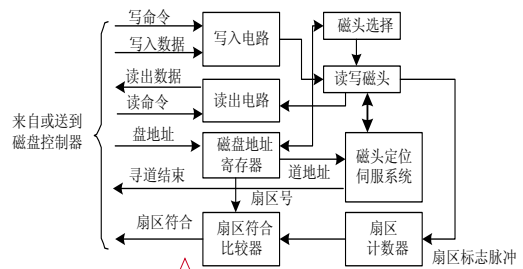 写命令
写入数据
写入电路
磁头选择
读写磁头
读出数据
读命令
读出电路
来自或送到
磁盘控制器
盘地址
磁盘地址
寄存器
道地址
磁头定位
伺服系统
寻道结束
扇区号
扇区符合
扇区符合
比较器
扇区
计数器
扇区标志脉冲